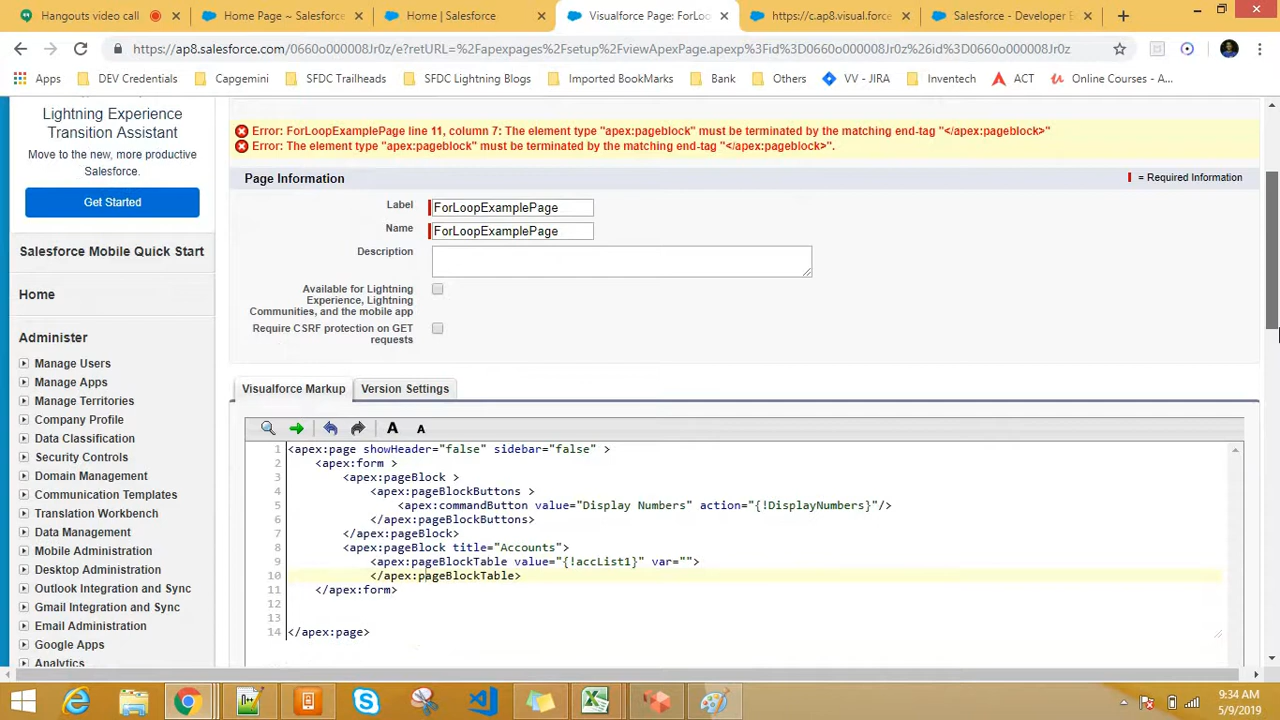 Hangouts video call
Home Page ~ Salesforce
Home | Salesforce
Visualforce Page: ForLoo
https://c.ap8.visual.force
Salesforce - Developer E
https://ap8.salesforce.com/0660o000008Jr0z/e?retURL=%2Fapexpages%2Fsetup%2FviewApexPage.apexp%3Fid%3D0660o000008Jr0z%26id%3D0660o000008Jr0z
Apps
DEV Credentials
Capgemini
SFDC Trailheads
SFDC Lightning Blogs
Imported BookMarks
Bank
Others
VV - JIRA
Inventech
ACT
Online Courses - A...
Lightning Experience
Transition Assistant
Move to the new, more productive
Salesforce.
Get Started
Salesforce Mobile Quick Start
Home
Administer
Manage Users
Manage Apps
Manage Territories
Company Profile
Data Classification
Security Controls
Domain Management
Communication Templates
Translation Workbench
Data Management
Mobile Administration
Desktop Administration
Outlook Integration and Sync
Gmail Integration and Sync
Email Administration
Google Apps
Analytics
Error: ForLoopExamplePage line 11, column 7: The element type "apex:pageblock" must be terminated by the matching end-tag "</apex:pageblock>"
Error: The element type "apex:pageblock" must be terminated by the matching end-tag "</apex:pageblock>".
Page Information
= Required Information
Label
ForLoopExamplePage
Name
ForLoopExamplePage
Description
Available for Lightning
Experience, Lightning
Communities, and the mobile app
Require CSRF protection on GET
requests
Visualforce Markup
Version Settings
A
A
1 <apex:page showHeader="false" sidebar="false" >
2 <apex:form >
3 <apex:pageBlock >
4 <apex:pageBlockButtons >
5 <apex:commandButton value="Display Numbers" action="{!DisplayNumbers}"/>
6 </apex:pageBlockButtons>
7 </apex:pageBlock>
8 <apex:pageBlock title="Accounts">
9 <apex:pageBlockTable value="{!accList1}" var="">
10 </apex:pageBlockTable>
11 </apex:form>
12
13
14 </apex:page>
9:34 AM
5/9/2019